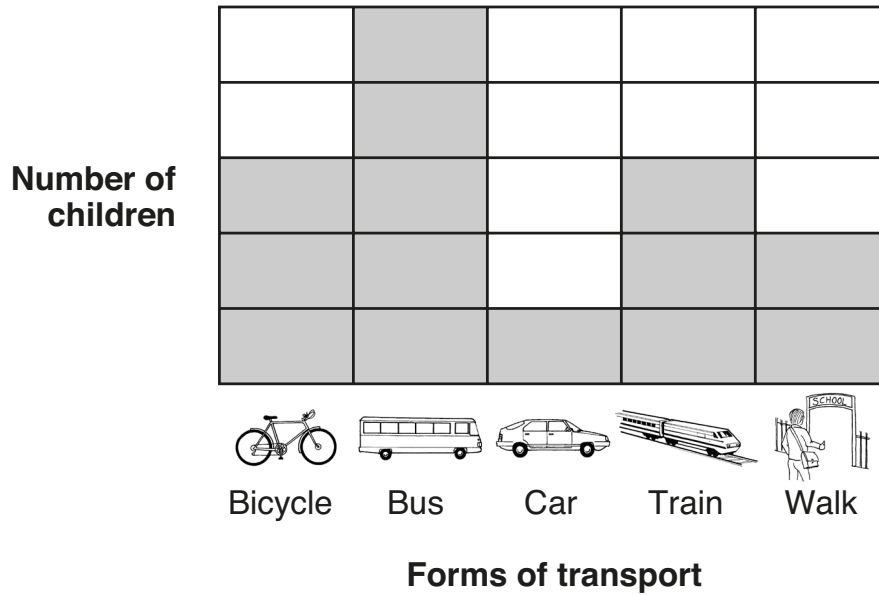 Number of
children
SCHOOL
Bicycle Bus Car Train Walk
Forms of transport